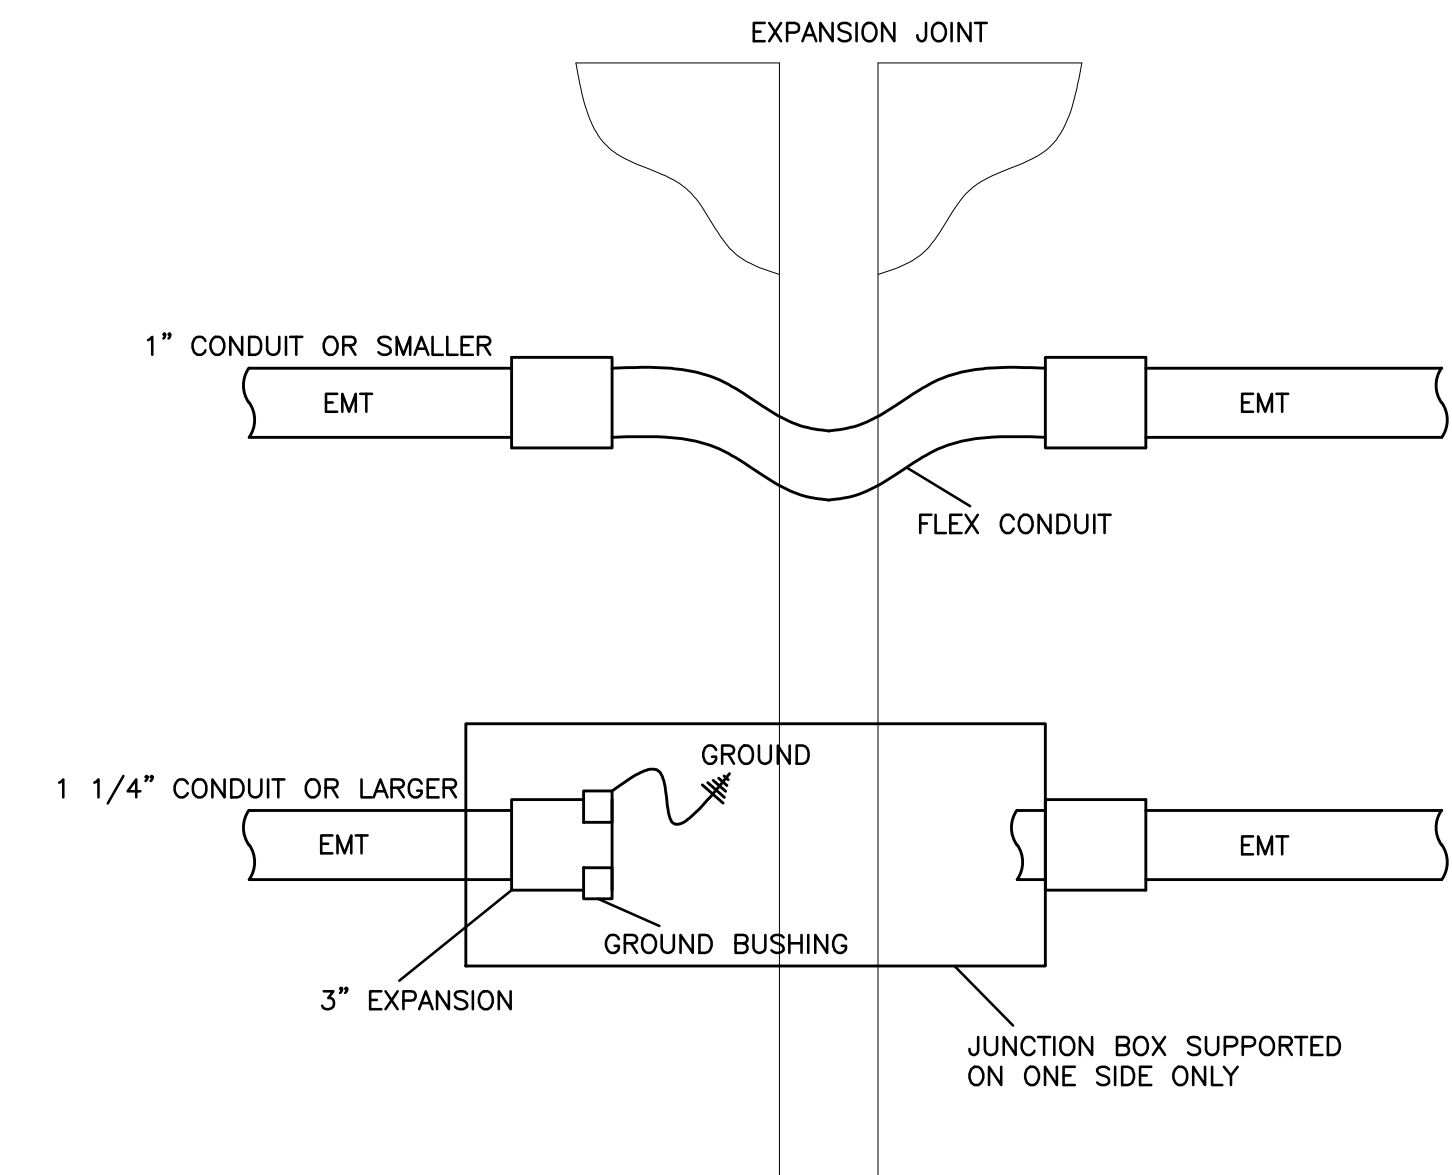 EXPANSION JOINT
1” CONDUIT OR SMALLER
EMT
EMT
FLEX CONDUIT
GROUND
1 1/4” CONDUIT OR LARGER
EMT
EMT
GROUND BUSHING
3” EXPANSION
JUNCTION BOX SUPPORTED
ON ONE SIDE ONLY